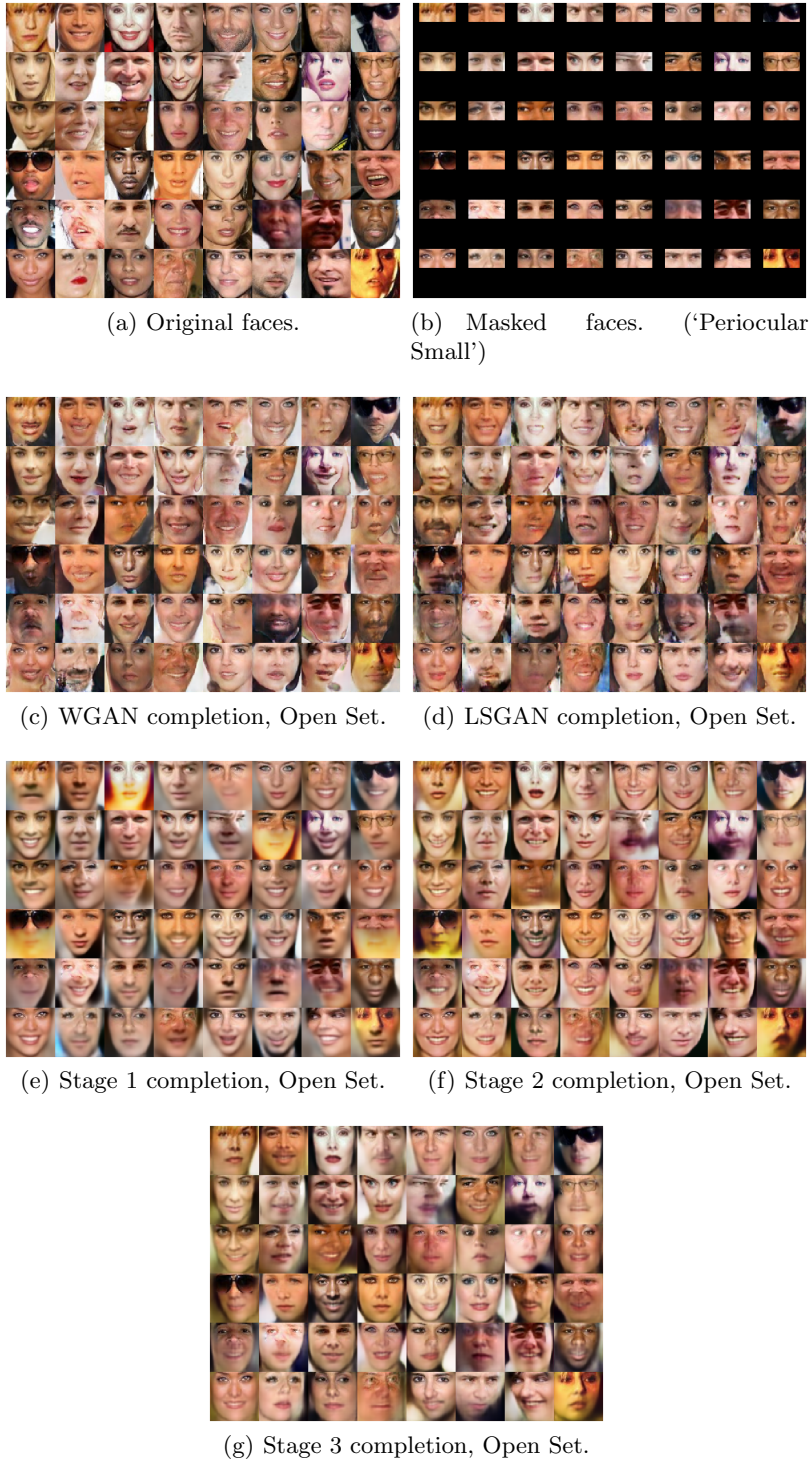 (a) Original faces.
(b) Masked faces. (‘Periocular
Small’)
(c) WGAN completion, Open Set.
(d) LSGAN completion, Open Set.
(e) Stage 1 completion, Open Set.
(f) Stage 2 completion, Open Set.
(g) Stage 3 completion, Open Set.